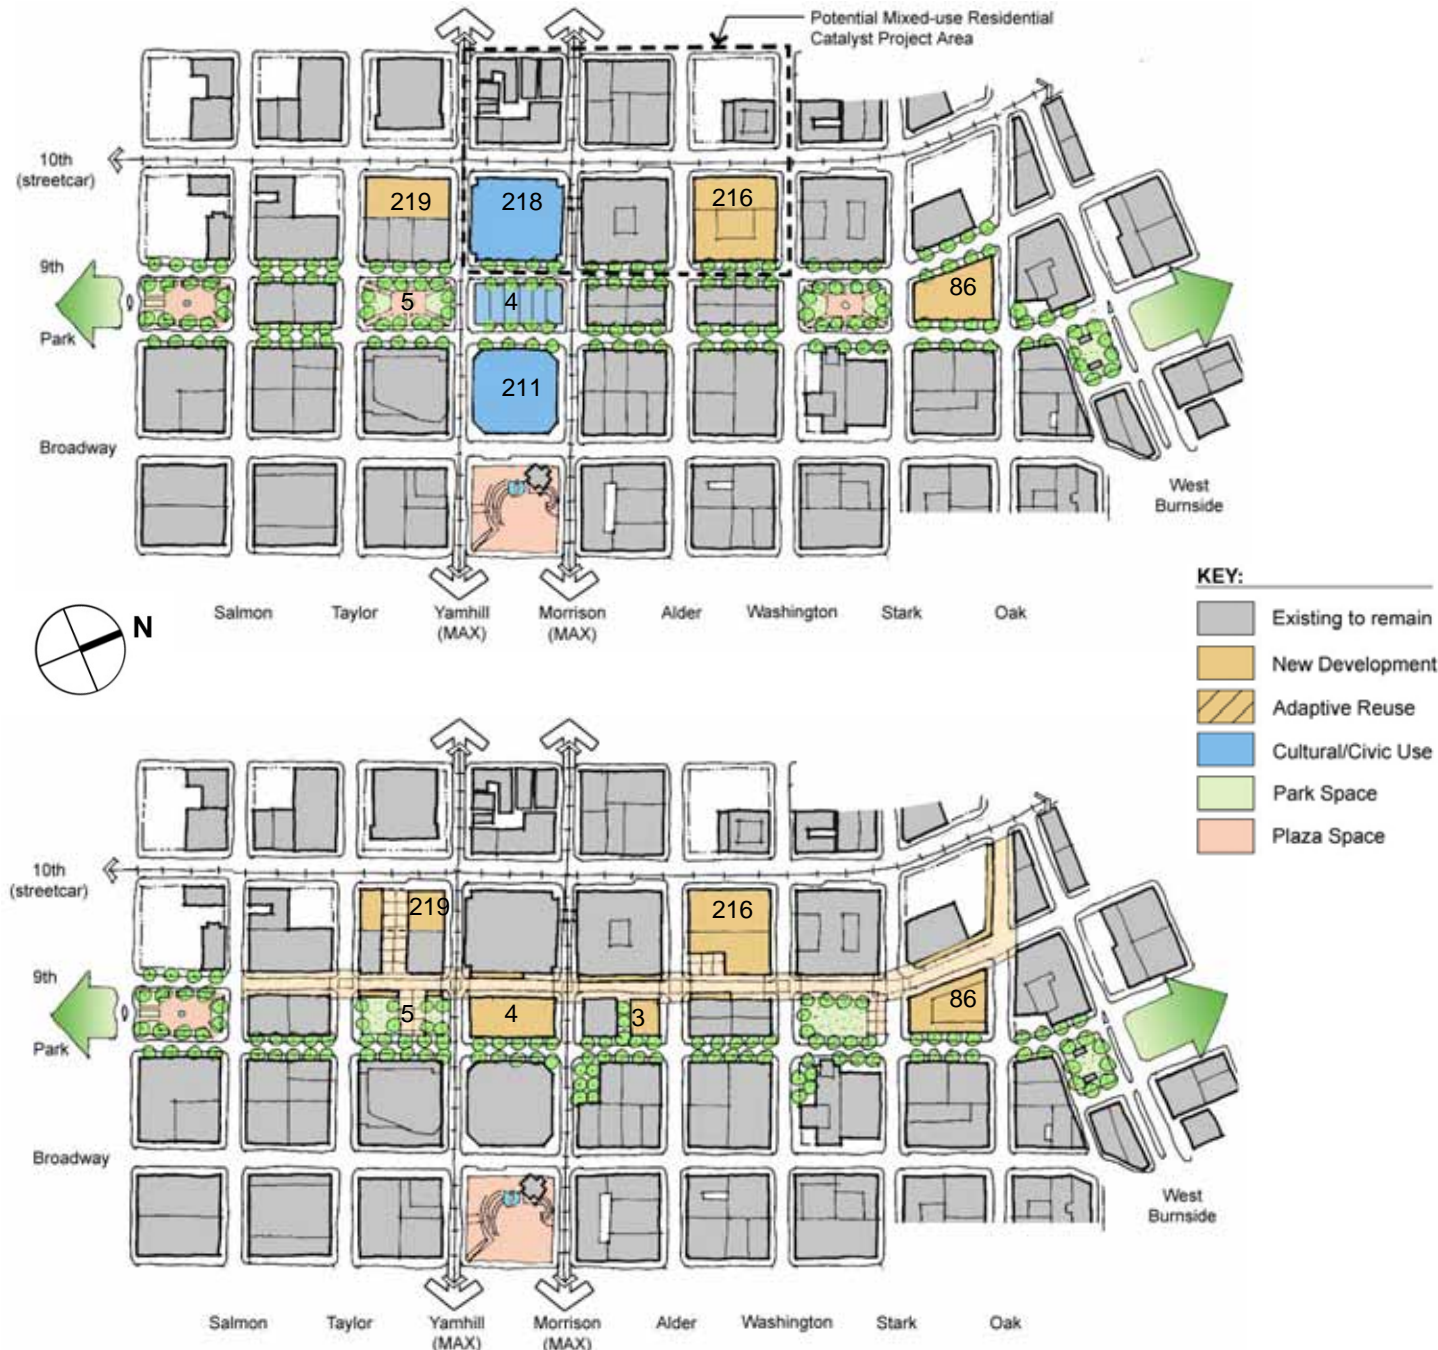 Potential Mixed-use Residential
Catalyst Project Area
10th
(streetcar)
219
218
216
9th
5
4
86
Park
211
Broadway
West
Burnside
Salmon
Taylor
Yamhill
(MAX)
Morrison
(MAX)
Alder
Washington
Stark
Oak
N
KEY:
Existing to remain
New Development
Adaptive Reuse
Cultural/Civic Use
Park Space
Plaza Space
10th
(streetcar)
219
216
9th
5
4
3
86
Park
Broadway
West
Burnside
Salmon
Taylor
Yamhill
(MAX)
Morrison
(MAX)
Alder
Washington
Stark
Oak